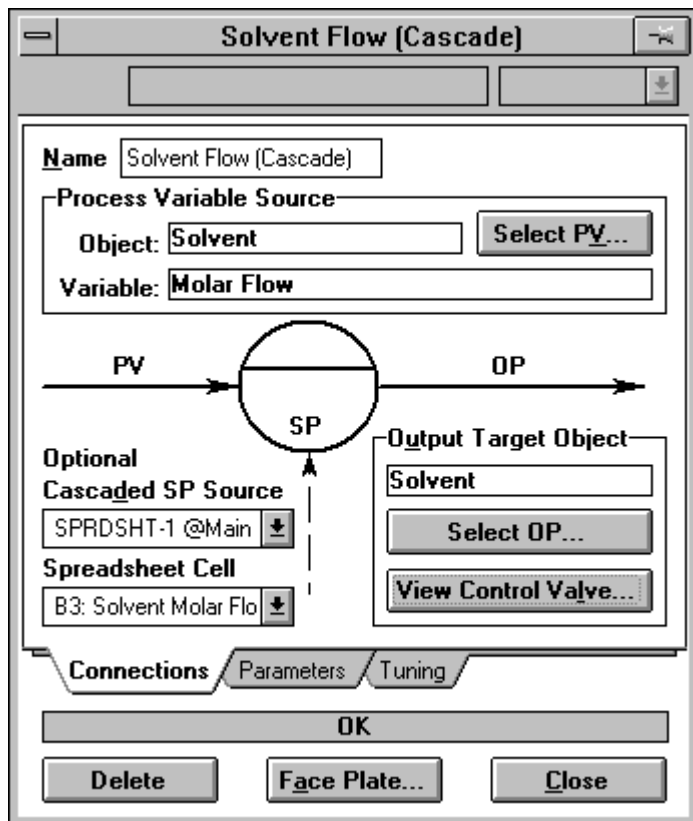 Solvent Flow (Cascade)
Name Solvent Flow (Cascade)
Process Variable Source
Object: Solvent Select PV...
Variable: Molar Flow
PV OP
SP
Optional
Cascaded SP Source
SPRDSHT-1 @Main
Spreadsheet Cell
B3: Solvent Molar Flo
Output Target Object
Solvent
Select OP...
View Control Valve...
Connections Parameters Tuning
OK
Delete Face Plate... Close